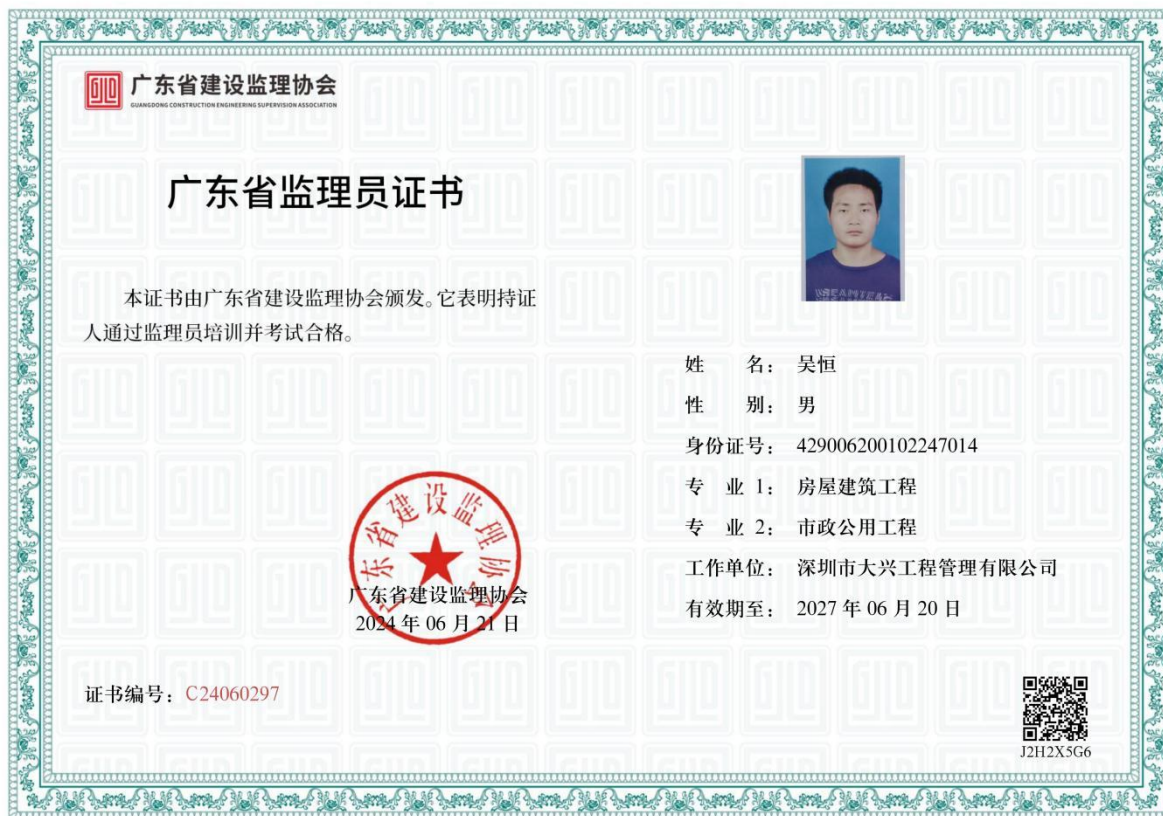 广东省建设监理协会
GUANGDONG CONSTRUCTION ENGINEERING SUPERVISION ASSOCIATION
广东省监理员证书
本证书由广东省建设监理协会颁发。它表明持证
人通过监理员培训并考试合格。
姓 名： 吴恒
性 别： 男
身份证号： 429006200102247014
专 业 1： 房屋建筑工程
专 业 2： 市政公用工程
工作单位： 深圳市大兴工程管理有限公司
有效期至： 2027 年 06 月 20 日
广东省建设监理协会
广东省建设监理协会
2024 年 06 月 21 日
证书编号：C24060297
J2H2X5G6